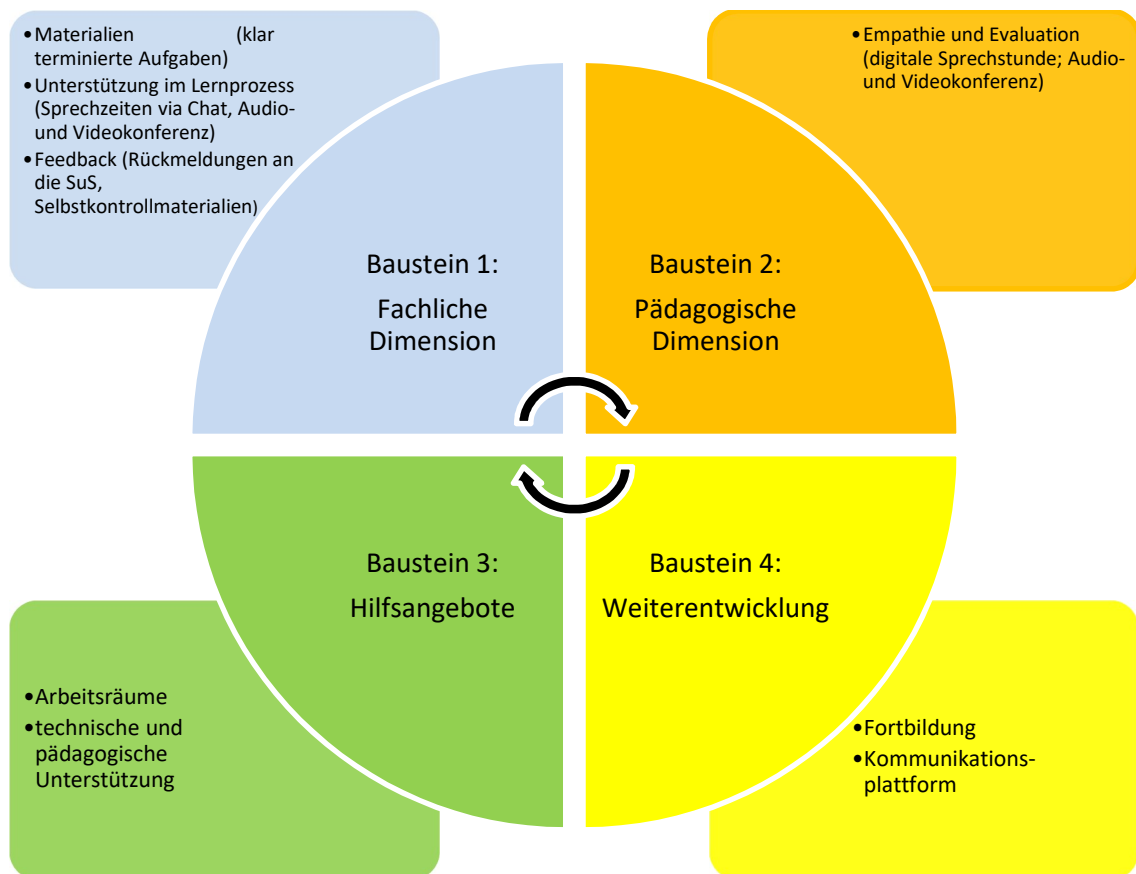 •Materialien (klar
terminierte Aufgaben)
•Unterstützung im Lernprozess
(Sprechzeiten via Chat, Audio-
und Videokonferenz)
•Feedback (Rückmeldungen an
die SuS,
Selbstkontrollmaterialien)
•Empathie und Evaluation
(digitale Sprechstunde; Audio-
und Videokonferenz)
Baustein 1:
Fachliche
Dimension
Baustein 2:
Pädagogische
Dimension
Baustein 3:
Hilfsangebote
Baustein 4:
Weiterentwicklung
•Arbeitsräume
•technische und
pädagogische
Unterstützung
•Fortbildung
•Kommunikations-
plattform